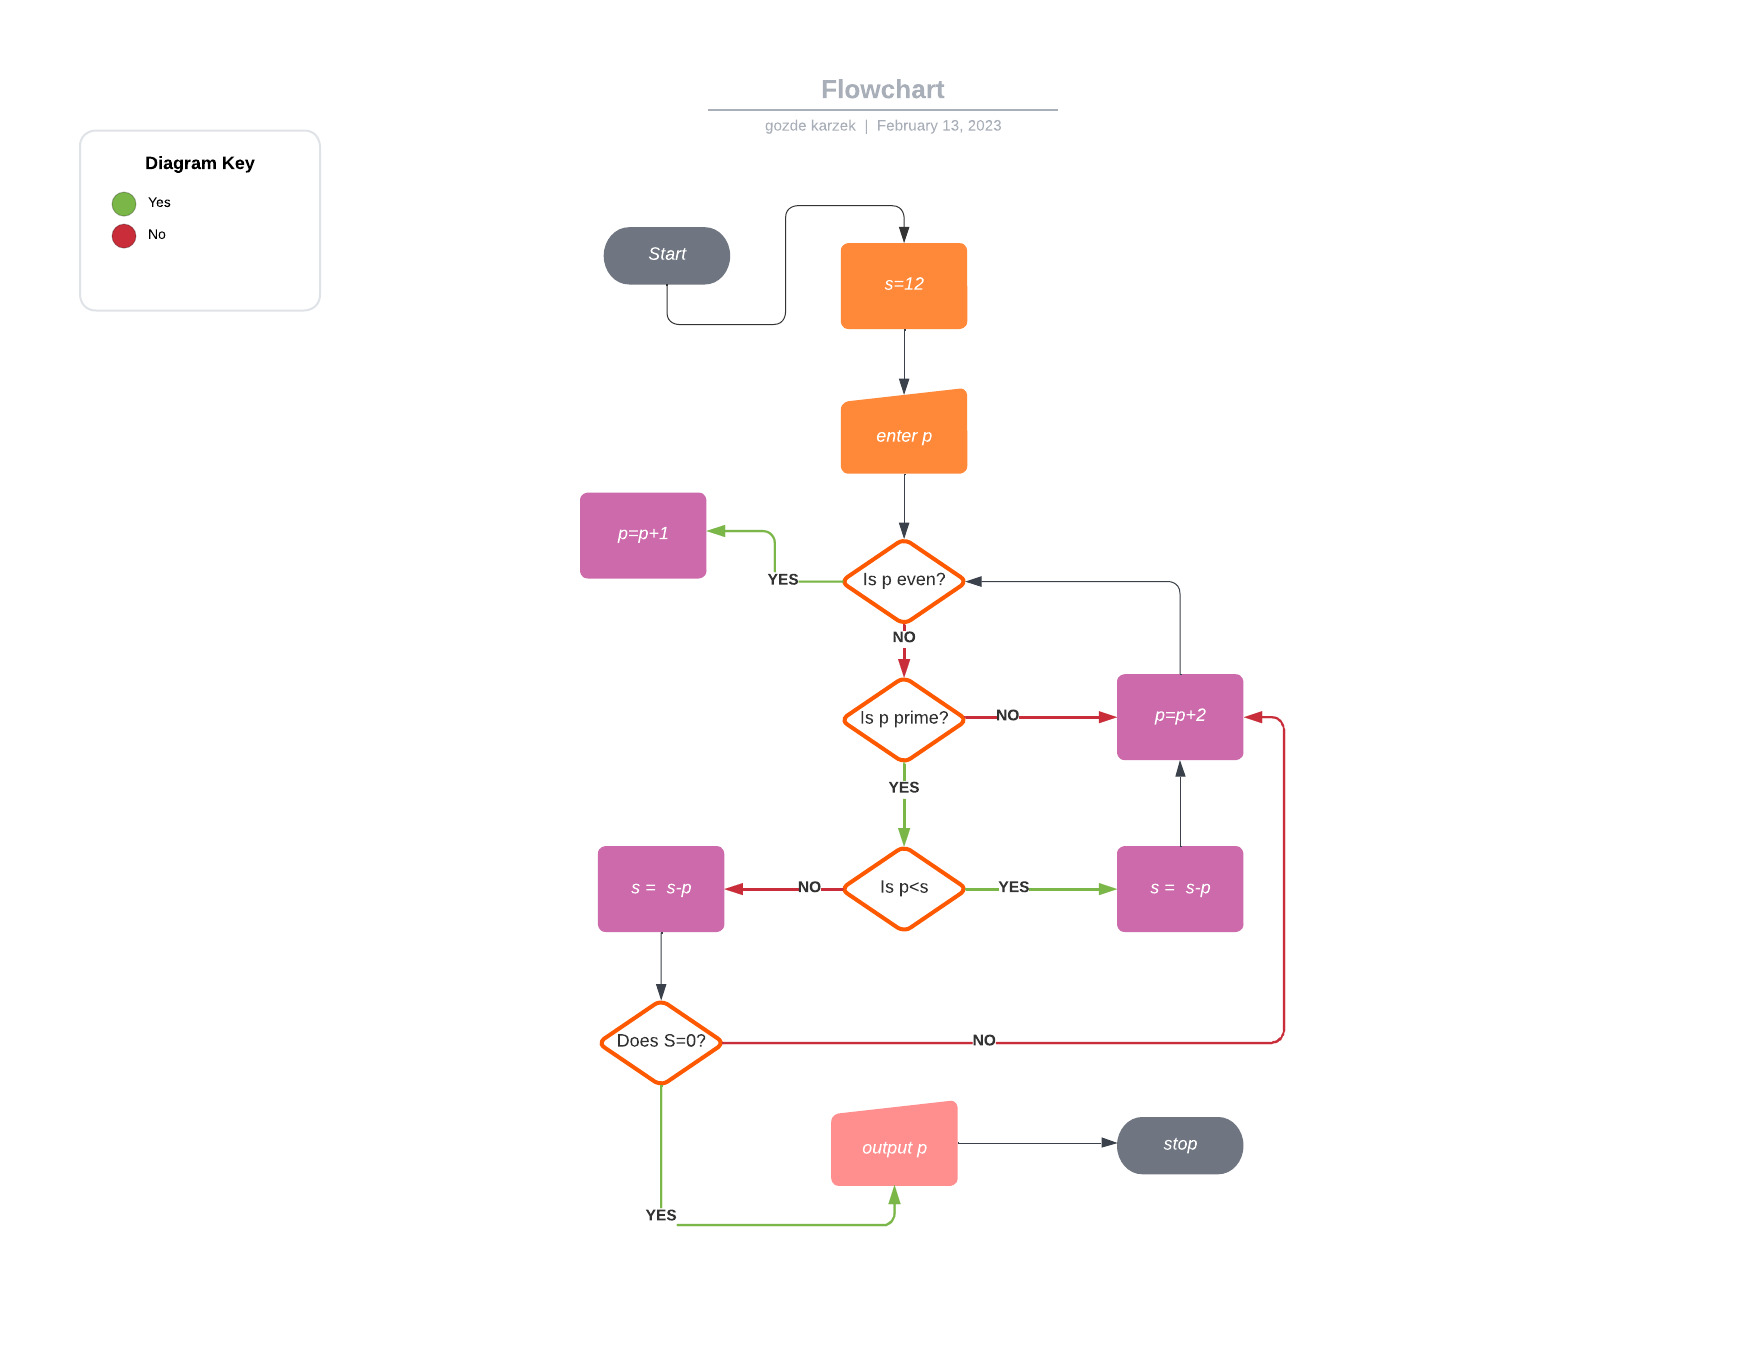 Flowchart
gozde karzek | February 13, 2023
Diagram Key
Yes
No
Start
s=12
enter p
p=p+1
YES
Is p even?
NO
Is p prime?
NO
p=p+2
YES
s = s-p
NO
Is p<s
YES
s = s-p
Does S=0?
NO
output p
stop
YES